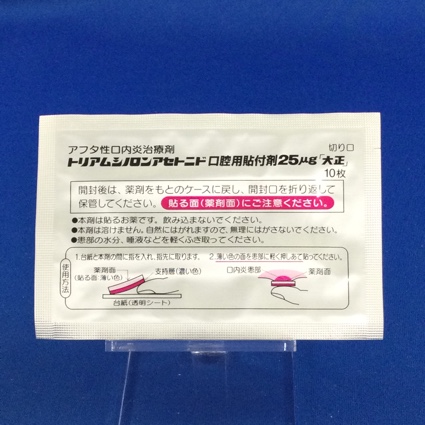 アフタ性口内炎治療剤
切り口
トリアムシノロンアセトニド口腔用貼付剤25μg「大正」
10枚
開封後は、薬剤をもとのケースに戻し、開封口を折り返して
保管してください。 貼る面(薬剤面)にご注意ください。
●本剤は貼るお薬です。飲み込まないでください。
●本剤は溶けません。自然にはがれますので、無理にはがさないでください。
●患部の水分、唾液などを軽くふき取ってください。
使用方法
1.台紙と本剤の間に指を入れ、指先に取ります。
薬剤面
(貼る面 薄い色)
支持層(濃い色)
台紙(透明シート)
2.薄い色の面を患部に軽く押しあて貼ってください。
口内炎患部
薬剤面